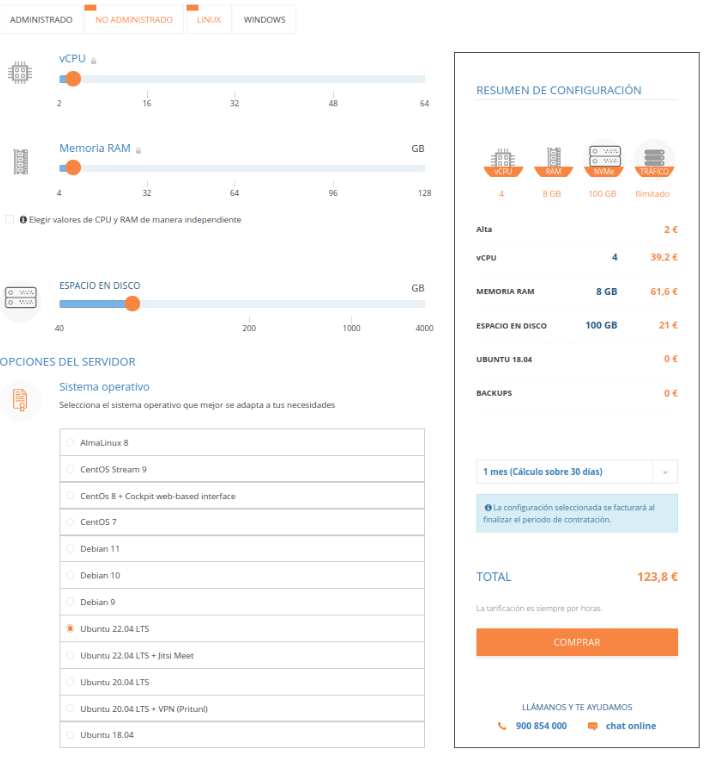 ADMINISTRADO NO ADMINISTRADO LINUX WINDOWS
vCPU
2 16 32 48 64
Memoria RAM GB
4 32 64 96 128
Elegir valores de CPU y RAM de manera independiente
ESPACIO EN DISCO GB
40 200 1000 4000
OPCIONES DEL SERVIDOR
Sistema operativo
Selecciona el sistema operativo que mejor se adapta a tus necesidades
AlmaLinux 8
CentOS Stream 9
CentOs 8 + Cockpit web-based interface
CentOS 7
Debian 11
Debian 10
Debian 9
Ubuntu 22.04 LTS
Ubuntu 22.04 LTS + Jitsi Meet
Ubuntu 20.04 LTS
Ubuntu 20.04 LTS + VPN (Pritunl)
Ubuntu 18.04
RESUMEN DE CONFIGURACIÓN
vCPU RAM NVMe TRÁFICO
4 8 GB 100 GB Ilimitado
Alta 2 €
vCPU 4 39,2 €
MEMORIA RAM 8 GB 61,6 €
ESPACIO EN DISCO 100 GB 21 €
UBUNTU 18.04 0 €
BACKUPS 0 €
1 mes (Cálculo sobre 30 días)
La configuración seleccionada se facturará al
finalizar el periodo de contratación.
TOTAL 123,8 €
La tarificación es siempre por horas.
COMPRAR
LLÁMANOS Y TE AYUDAMOS
900 854 000 chat online